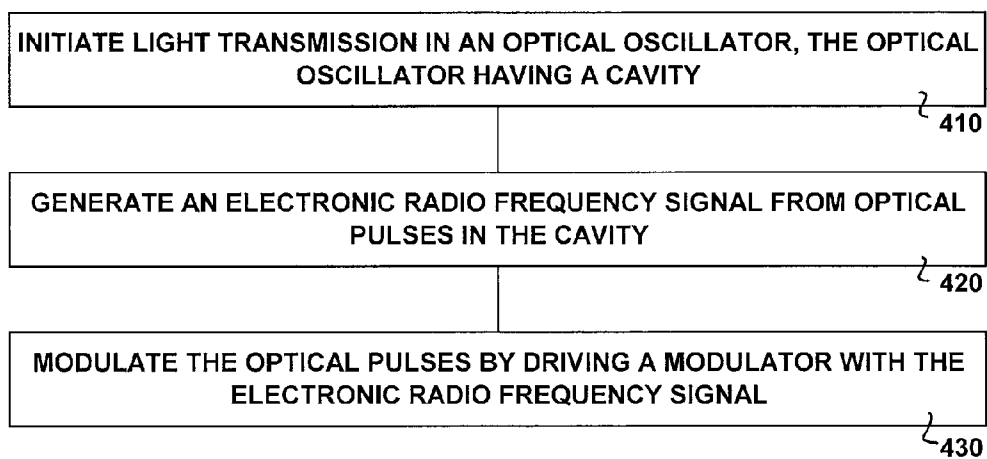 INITIATE LIGHT TRANSMISSION IN AN OPTICAL OSCILLATOR, THE OPTICAL
OSCILLATOR HAVING A CAVITY
410
GENERATE AN ELECTRONIC RADIO FREQUENCY SIGNAL FROM OPTICAL
PULSES IN THE CAVITY
420
MODULATE THE OPTICAL PULSES BY DRIVING A MODULATOR WITH THE
ELECTRONIC RADIO FREQUENCY SIGNAL
430